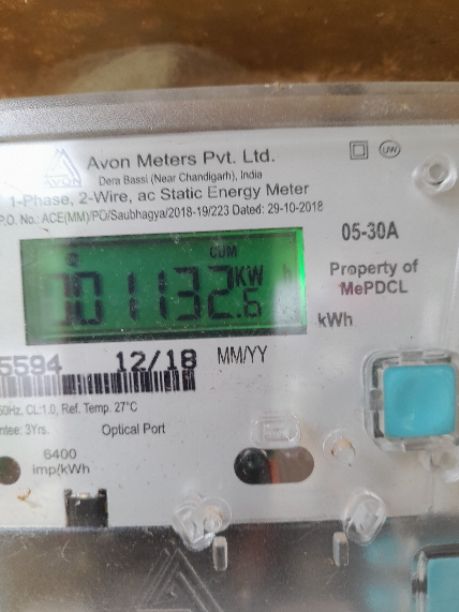 AVON
Avon Meters Pvt. Ltd.
Dera Bassi (Near Chandigarh), India
1-Phase, 2-Wire, ac Static Energy Meter
P.O. No.: ACE(MM)/PO/Saubhagya/2018-19/223 Dated: 29-10-2018
CUM
01132.6 KW
05-30A
Property of
MePDCL
kWh
5594 12/18 MM/YY
50Hz, CL:1.0, Ref. Temp. 27°C
3Yrs. Optical Port
6400
imp/kWh